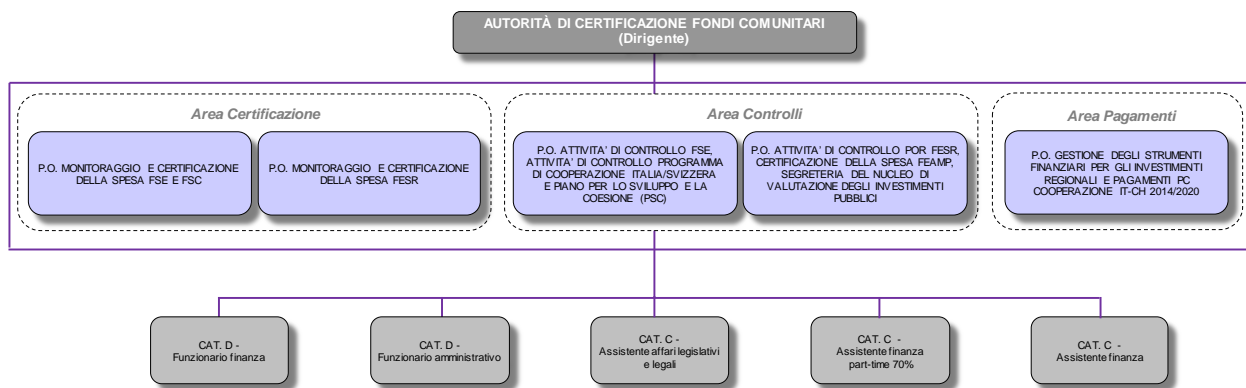 AUTORITÀ DI CERTIFICAZIONE FONDI COMUNITARI
(Dirigente)
Area Certificazione
P.O. MONITORAGGIO E CERTIFICAZIONE
DELLA SPESA FSE E FSC
P.O. MONITORAGGIO E CERTIFICAZIONE
DELLA SPESA FESR
Area Controlli
P.O. ATTIVITA' DI CONTROLLO FSE,
ATTIVITA' DI CONTROLLO PROGRAMMA
DI COOPERAZIONE ITALIA/SVIZZERA
E PIANO PER LO SVILUPPO E LA
COESIONE (PSC)
P.O. ATTIVITA' DI CONTROLLO POR FESR,
CERTIFICAZIONE DELLA SPESA FEAMP,
SEGRETERIA DEL NUCLEO DI
VALUTAZIONE DEGLI INVESTIMENTI
PUBBLICI
Area Pagamenti
P.O. GESTIONE DEGLI STRUMENTI
FINANZIARI PER GLI INVESTIMENTI
REGIONALI E PAGAMENTI PC
COOPERAZIONE IT-CH 2014/2020
CAT. D -
Funzionario finanza
CAT. D -
Funzionario amministrativo
CAT. C -
Assistente affari legislativi
e legali
CAT. C -
Assistente finanza
part-time 70%
CAT. C -
Assistente finanza